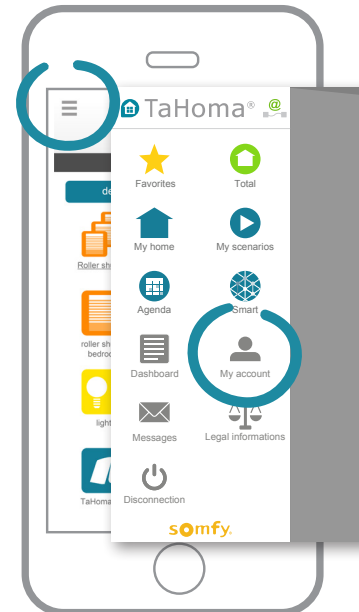 TaHoma® @
de
Favorites
Total
My home
My scenarios
Roller sh
Agenda
Smart
roller sh
bedro
Dashboard
My account
light
Messages
Legal informations
TaHoma
Disconnection
somfy.